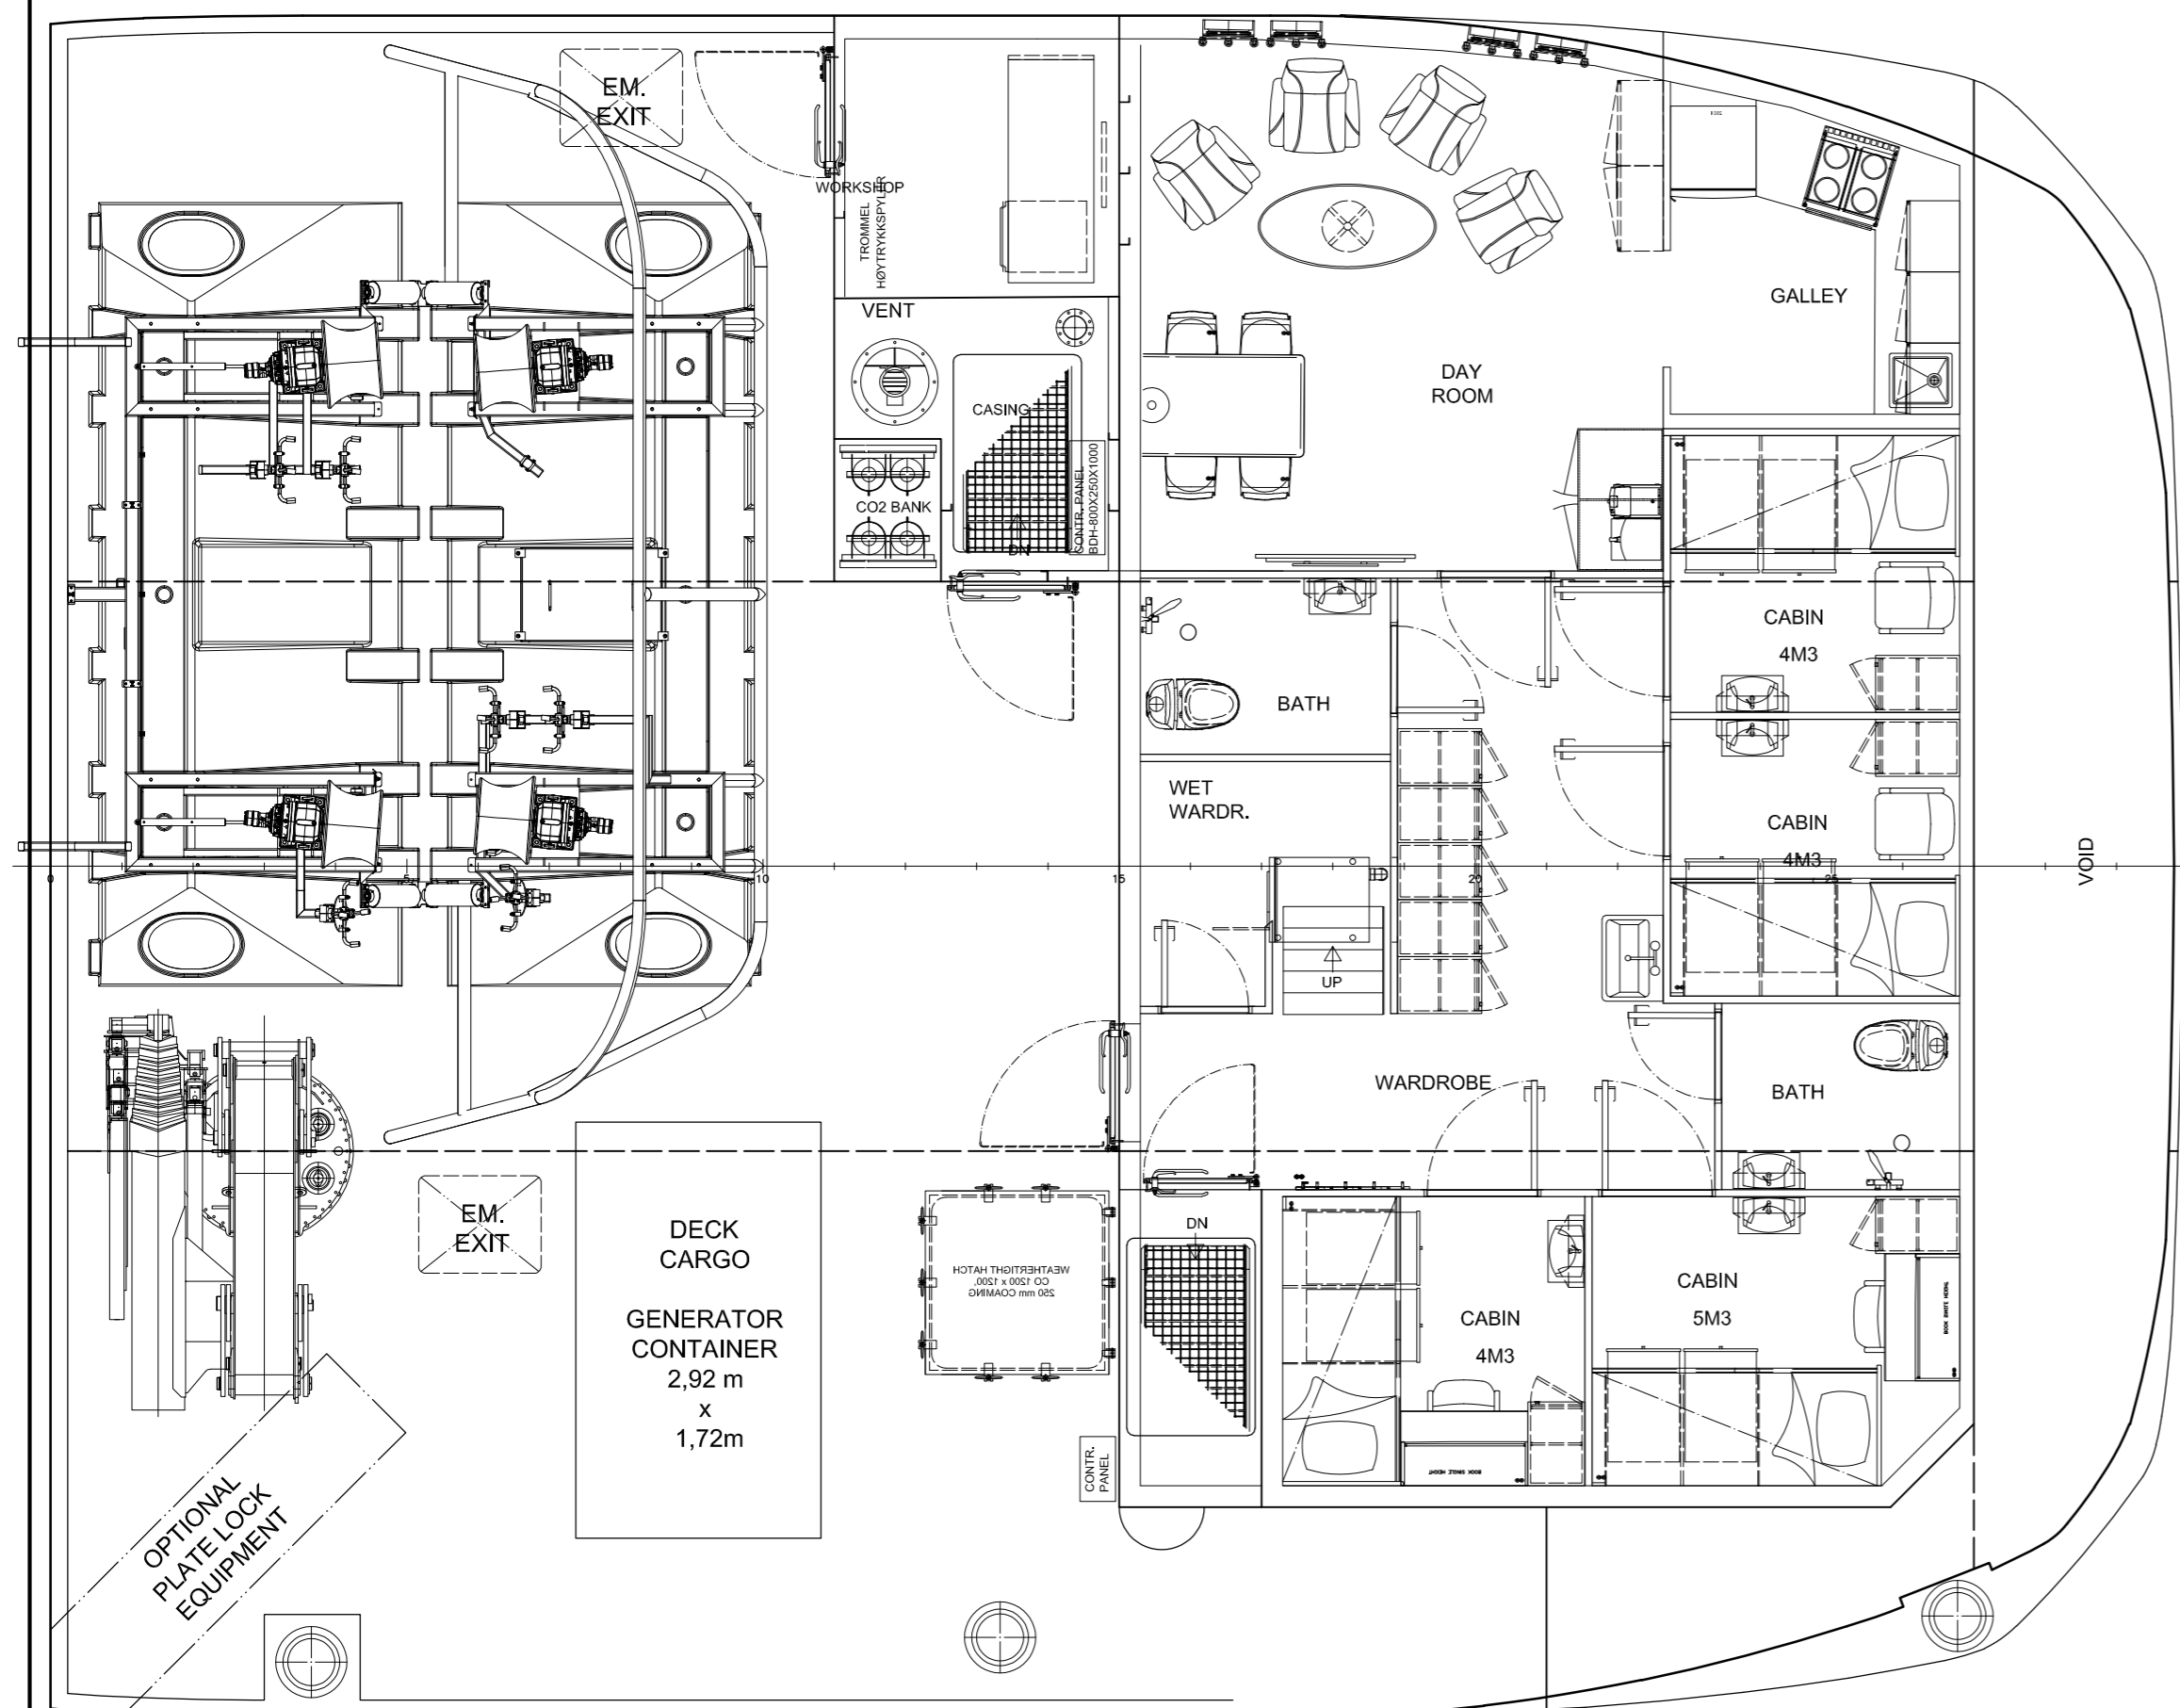 EM.
EXIT
WORKSHOP
TROMMEL
HØYTRYKKSPYLER
VENT
CASING
CO2 BANK
DN
CONTR. PANEL
BDH-800X250X1000
GALLEY
DAY
ROOM
CABIN
4M3
BATH
WET
WARDR.
CABIN
4M3
VOID
0
5
10
15
20
25
UP
WARDROBE
BATH
EM.
EXIT
DECK
CARGO
GENERATOR
CONTAINER
2,92 m
x
1,72m
WEATHERTIGHT HATCH
CO 1200 x 1200,
250 mm COAMING
DN
CONTR.
PANEL
CABIN
4M3
CABIN
5M3
OPTIONAL
PLATE LOCK
EQUIPMENT